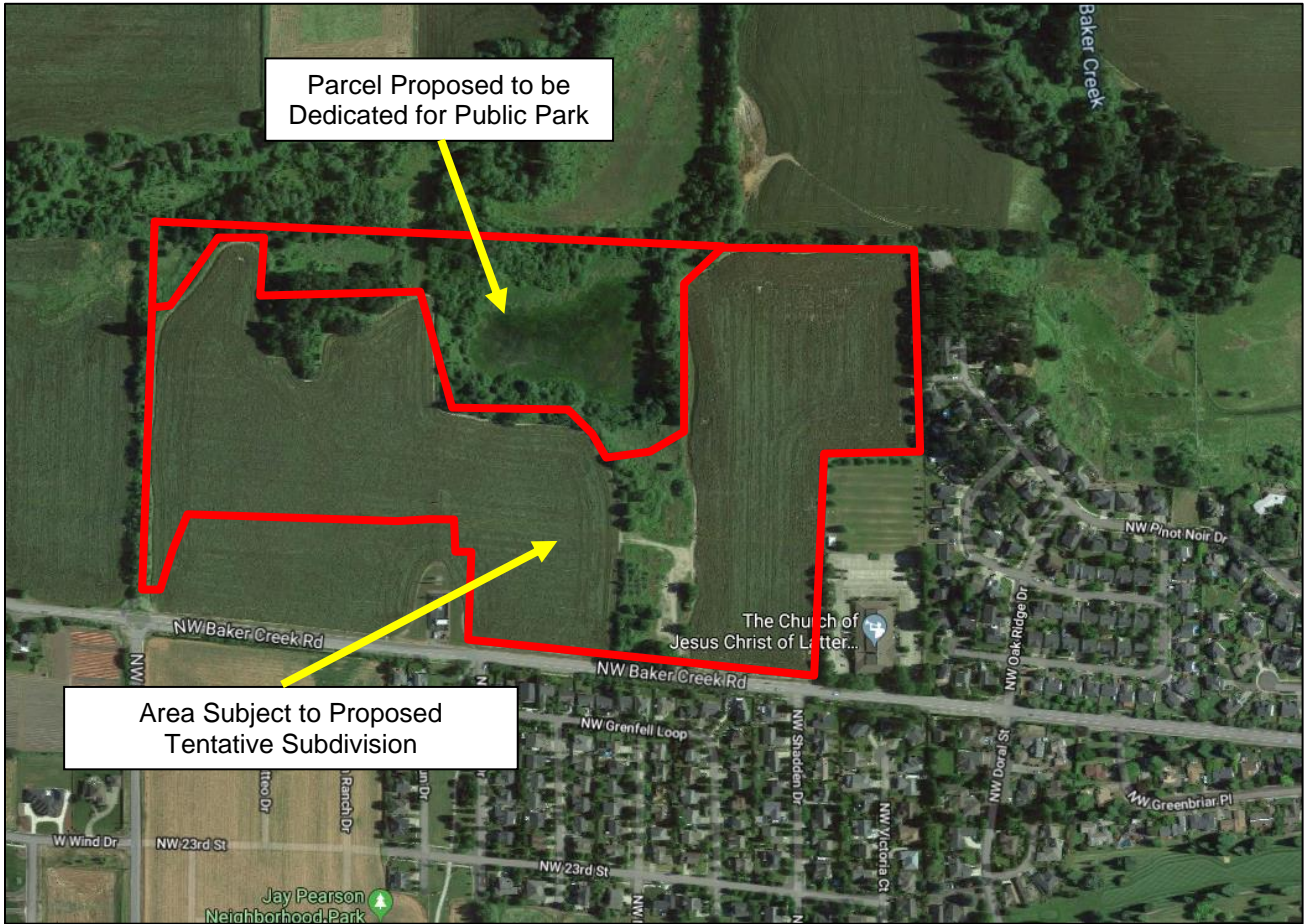 Baker Creek
Parcel Proposed to be
Dedicated for Public Park
NW Pinot Noir Dr
The Church of
Jesus Christ of Latter...
NW Oak Ridge Dr
NW Baker Creek Rd
NW Baker Creek Rd
NW
Area Subject to Proposed
Tentative Subdivision
NW Grenfell Loop
NW Shadden Dr
NW Doral St
NW Victoria Ct
NW Greenbriar Pl
Ranch Dr
W Wind Dr
NW 23rd St
NW 23rd St
Jay Pearson
Neighborhood Park